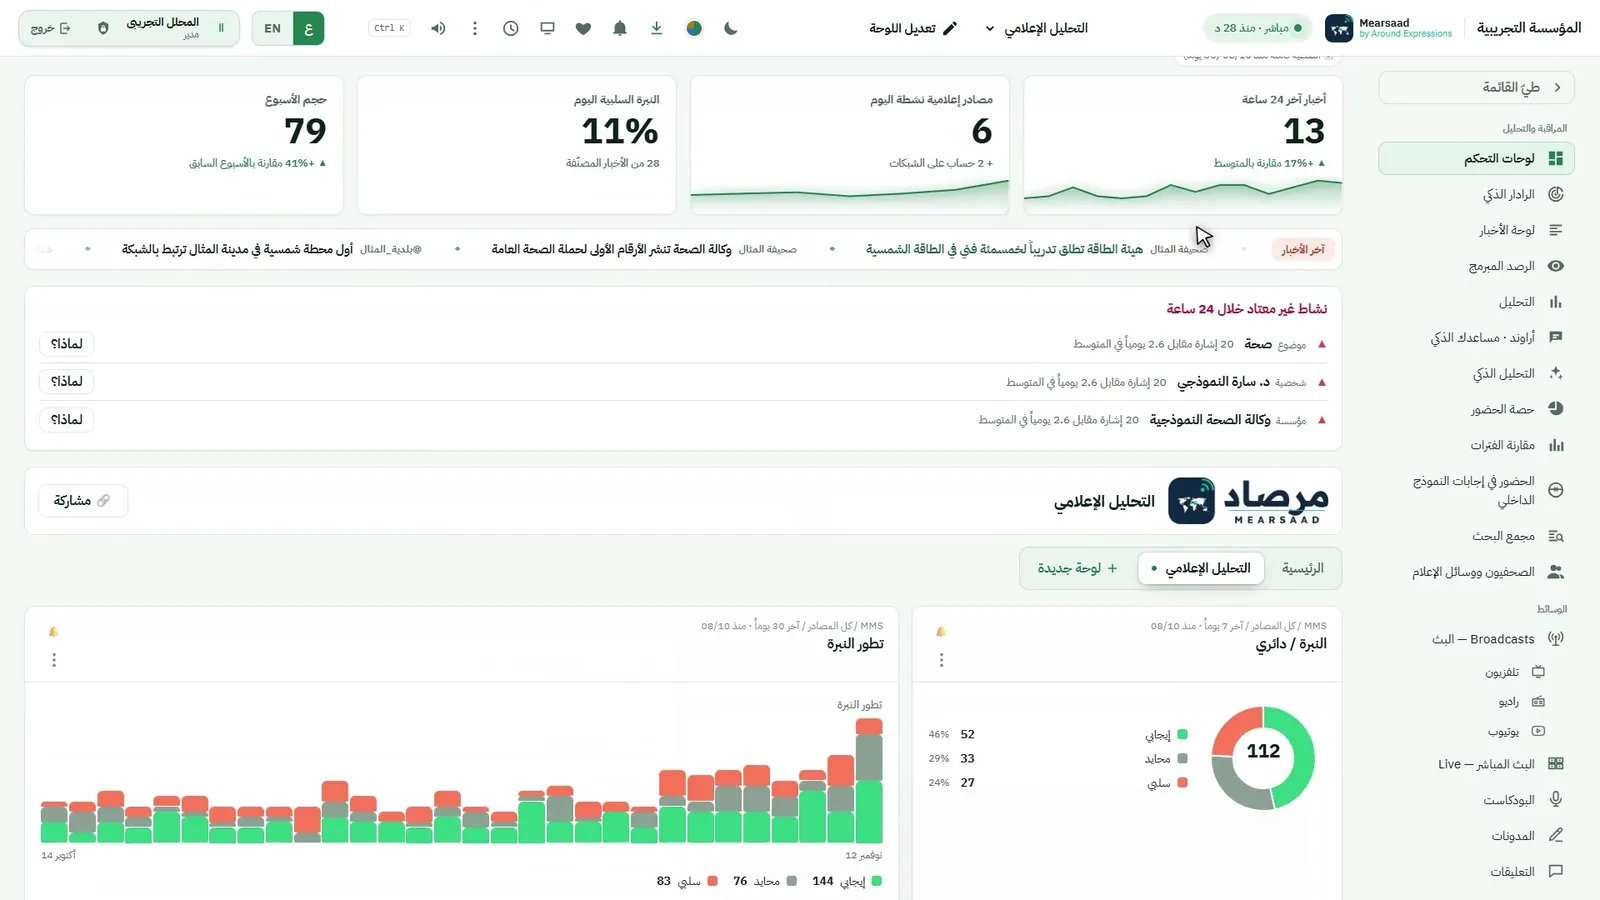 المؤسسة التجريبية
Mearsaad
by Around Expressions
مباشر · منذ 28 د
التحليل الإعلامي
تعديل اللوحة
Ctrl K
ع
EN
المحلل التجريبي
مدير
خروج
طيّ القائمة
المراقبة والتحليل
لوحات التحكم
الرادار الذكي
لوحة الأخبار
الرصد المبرمج
التحليل
أراوند · مساعدك الذكي
التحليل الذكي
حصة الحضور
مقارنة الفترات
الحضور في إجابات النموذج
الداخلي
مجمع البحث
الصحفيون ووسائل الإعلام
الوسائط
Broadcasts — البث
تلفزيون
راديو
يوتيوب
البث المباشر — Live
البودكاست
المدونات
التعليقات
أخبار آخر 24 ساعة
13
▲ +17% مقارنة بالمتوسط
مصادر إعلامية نشطة اليوم
6
+ 2 حساب على الشبكات
النبرة السلبية اليوم
11%
28 من الأخبار المصنّفة
حجم الأسبوع
79
▲ +41% مقارنة بالأسبوع السابق
آخر الأخبار
صحيفة المثال هيئة الطاقة تطلق تدريباً لخمسمئة فني في الطاقة الشمسية
صحيفة المثال وكالة الصحة تنشر الأرقام الأولى لحملة الصحة العامة
@بلدية_المثال أول محطة شمسية في مدينة المثال ترتبط بالشبكة
نشاط غير معتاد خلال 24 ساعة
▲ موضوع صحة 20 إشارة مقابل 2.6 يومياً في المتوسط
لماذا؟
▲ شخصية د. سارة النموذجي 20 إشارة مقابل 2.6 يومياً في المتوسط
لماذا؟
▲ مؤسسة وكالة الصحة النموذجية 20 إشارة مقابل 2.6 يومياً في المتوسط
لماذا؟
مرصاد
MEARSAAD
التحليل الإعلامي
مشاركة
الرئيسية
التحليل الإعلامي
+ لوحة جديدة
MMS / كل المصادر / آخر 7 يوماً · منذ 08/10
النبرة / دائري
112
إيجابي 52 46%
محايد 33 29%
سلبي 27 24%
MMS / كل المصادر / آخر 30 يوماً · منذ 08/10
تطور النبرة
تطور النبرة
14 أكتوبر
12 نوفمبر
إيجابي 144
محايد 76
سلبي 83